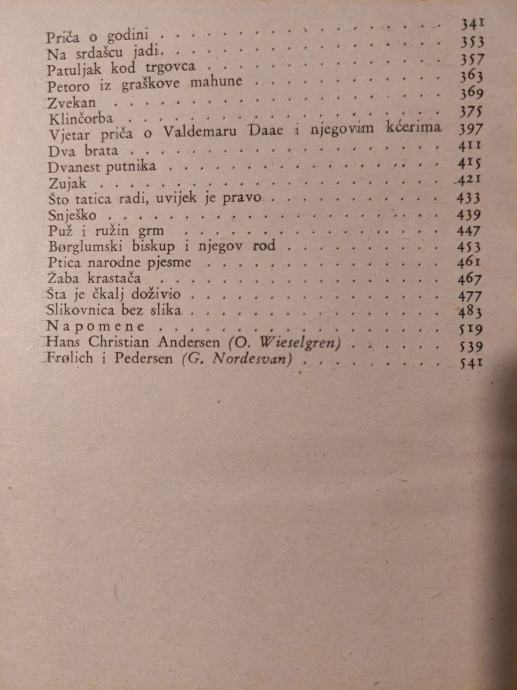 Priča o godini . . . . . . . . . . . . . . . . 341
Na srdašcu jadi. . . . . . . . . . . . . . . . 353
Patuljak kod trgovca . . . . . . . . . . . . . 357
Petoro iz graškove mahune . . . . . . . . . . . 363
Zvekan . . . . . . . . . . . . . . . . . . . 369
Klinčorba . . . . . . . . . . . . . . . . . . 375
Vjetar priča o Valdemaru Daae i njegovim kćerima 397
Dva brata . . . . . . . . . . . . . . . . . . 411
Dvanest putnika . . . . . . . . . . . . . . . 415
Zujak . . . . . . . . . . . . . . . . . . . . 421
Što tatica radi, uvijek je pravo . . . . . . . . . 433
Snješko . . . . . . . . . . . . . . . . . . . 439
Puž i ružin grm . . . . . . . . . . . . . . . 447
Børglumski biskup i njegov rod . . . . . . . . . 453
Ptica narodne pjesme . . . . . . . . . . . . . 461
Žaba krastača . . . . . . . . . . . . . . . . 467
Šta je čkalj doživio . . . . . . . . . . . . . . 477
Slikovnica bez slika . . . . . . . . . . . . . . 483
Napomene . . . . . . . . . . . . . . . . . . 519
Hans Christian Andersen (O. Wieselgren) . . . . . . 539
Frølich i Pedersen (G. Nordesvan) . . . . . . . . . 541